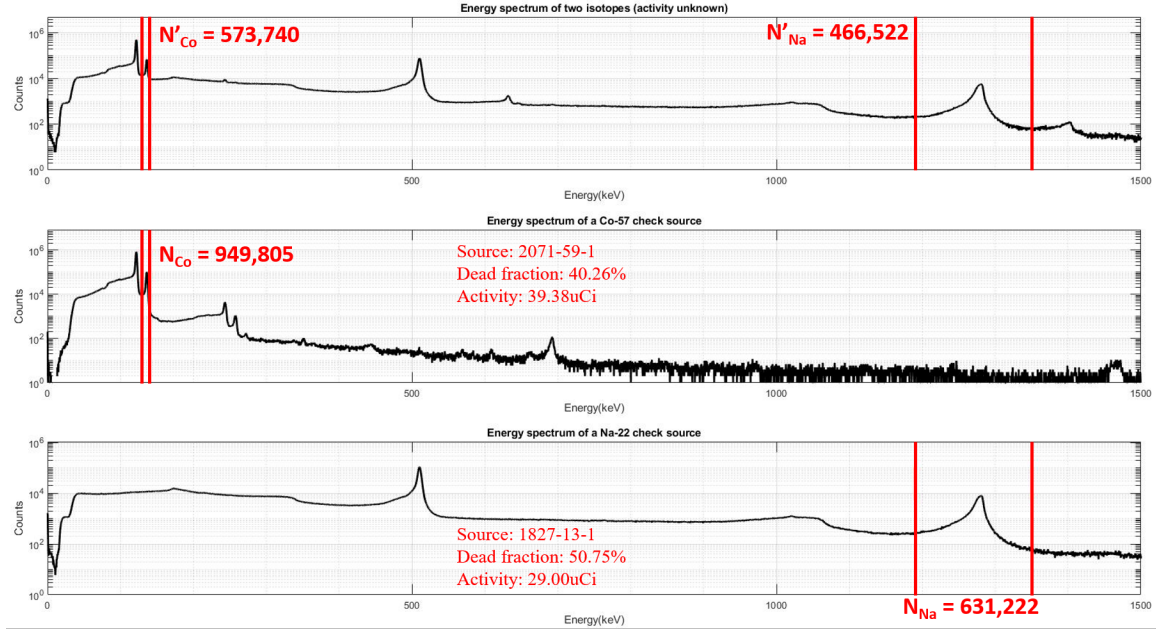 Energy spectrum of two isotopes (activity unknown)
N'Co = 573,740
N'Na = 466,522
Counts
10^6
10^4
10^2
10^0
0
500
1000
1500
Energy(keV)
Energy spectrum of a Co-57 check source
NCo = 949,805
Source: 2071-59-1
Dead fraction: 40.26%
Activity: 39.38uCi
Counts
10^6
10^4
10^2
10^0
0
500
1000
1500
Energy(keV)
Energy spectrum of a Na-22 check source
Source: 1827-13-1
Dead fraction: 50.75%
Activity: 29.00uCi
Counts
10^6
10^4
10^2
10^0
0
500
1000
1500
NNa = 631,222
Energy(keV)